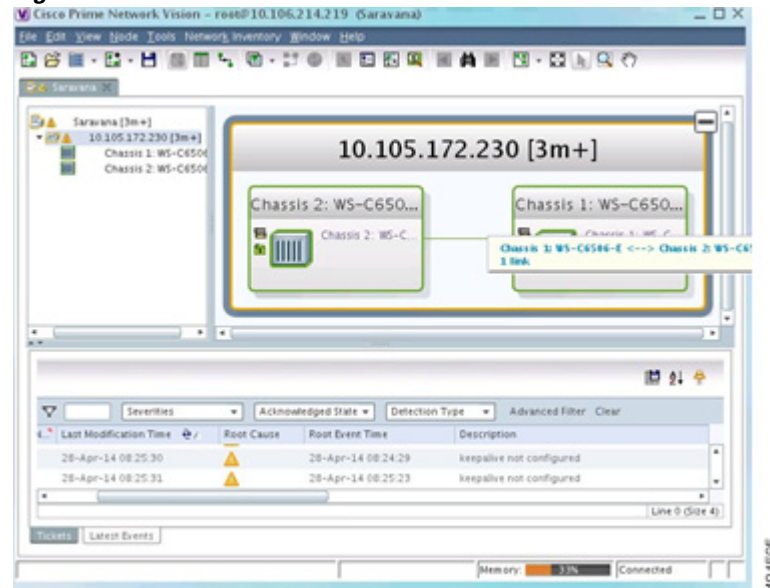 Cisco Prime Network Vision – root@10.106.214.219 (Saravana)
File Edit View Node Tools Network Inventory Window Help
Saravana
Saravana [3m+]
10.105.172.230 [3m+]
Chassis 1: WS-C6506
Chassis 2: WS-C6506
10.105.172.230 [3m+]
Chassis 2: WS-C650...
Chassis 2: WS-C...
Chassis 1: WS-C650...
Chassis 1: WS-C...
Chassis 1: WS-C6506-E <--> Chassis 2: WS-C65
1 link
Severities
Acknowledged State
Detection Type
Advanced Filter
Clear
Last Modification Time
Root Cause
Root Event Time
Description
28-Apr-14 08:25:30
28-Apr-14 08:24:29
keepalive not configured
28-Apr-14 08:25:31
28-Apr-14 08:25:23
keepalive not configured
Line 0 (Size 4)
Tickets
Latest Events
Memory:
33%
Connected